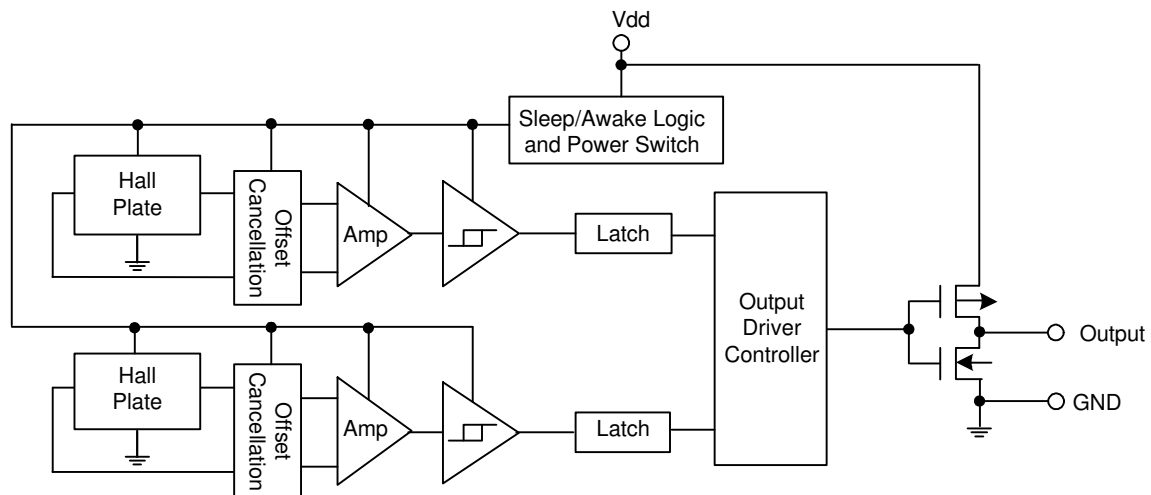 Vdd
Sleep/Awake Logic
and Power Switch
Hall
Plate
Offset
Cancellation
Amp
Latch
Output
Driver
Controller
Output
GND
Hall
Plate
Offset
Cancellation
Amp
Latch